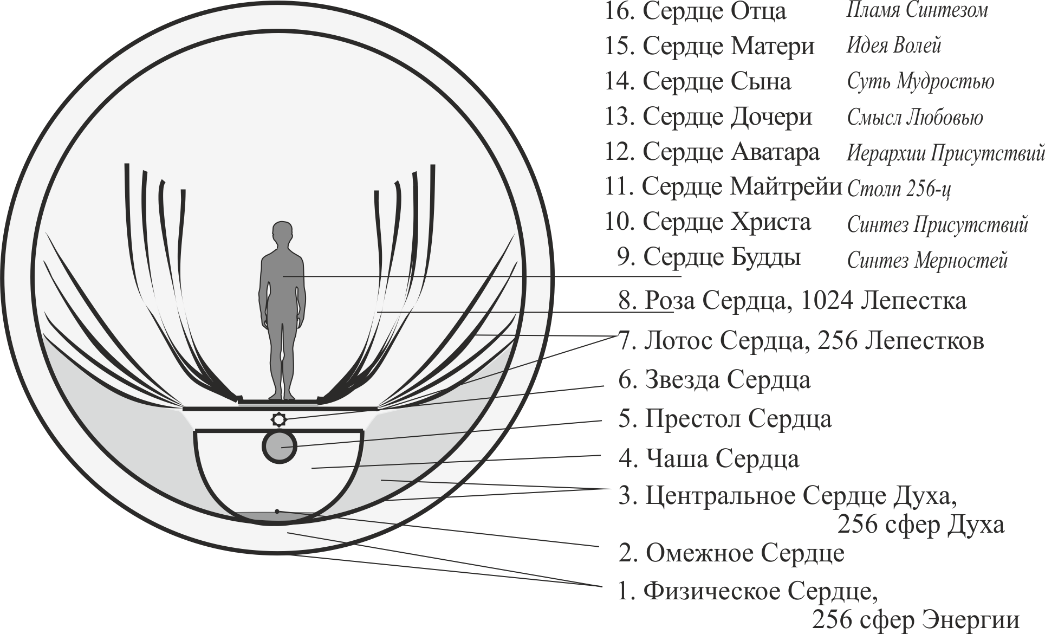 16. Сердце Отца Пламя Синтезом
15. Сердце Матери Идея Волей
14. Сердце Сына Суть Мудростью
13. Сердце Дочери Смысл Любовью
12. Сердце Аватара Иерархии Присутствий
11. Сердце Майтрейи Столп 256-ц
10. Сердце Христа Синтез Присутствий
9. Сердце Будды Синтез Мерностей
8. Роза Сердца, 1024 Лепестка
7. Лотос Сердца, 256 Лепестков
6. Звезда Сердца
5. Престол Сердца
4. Чаша Сердца
3. Центральное Сердце Духа,
256 сфер Духа
2. Омежное Сердце
1. Физическое Сердце,
256 сфер Энергии